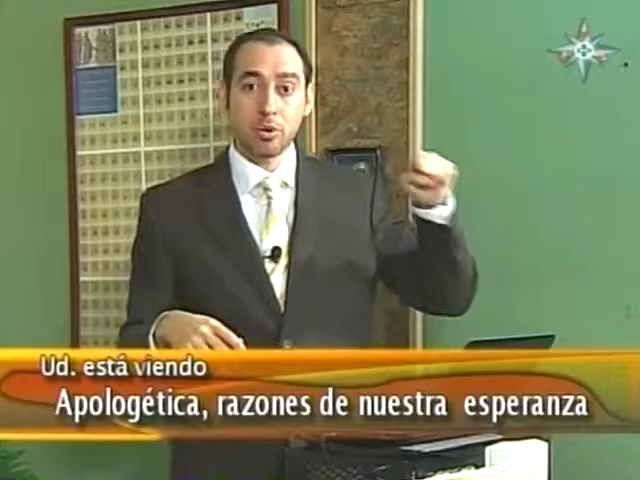 Ud. está viendo
Apologética, razones de nuestra esperanza